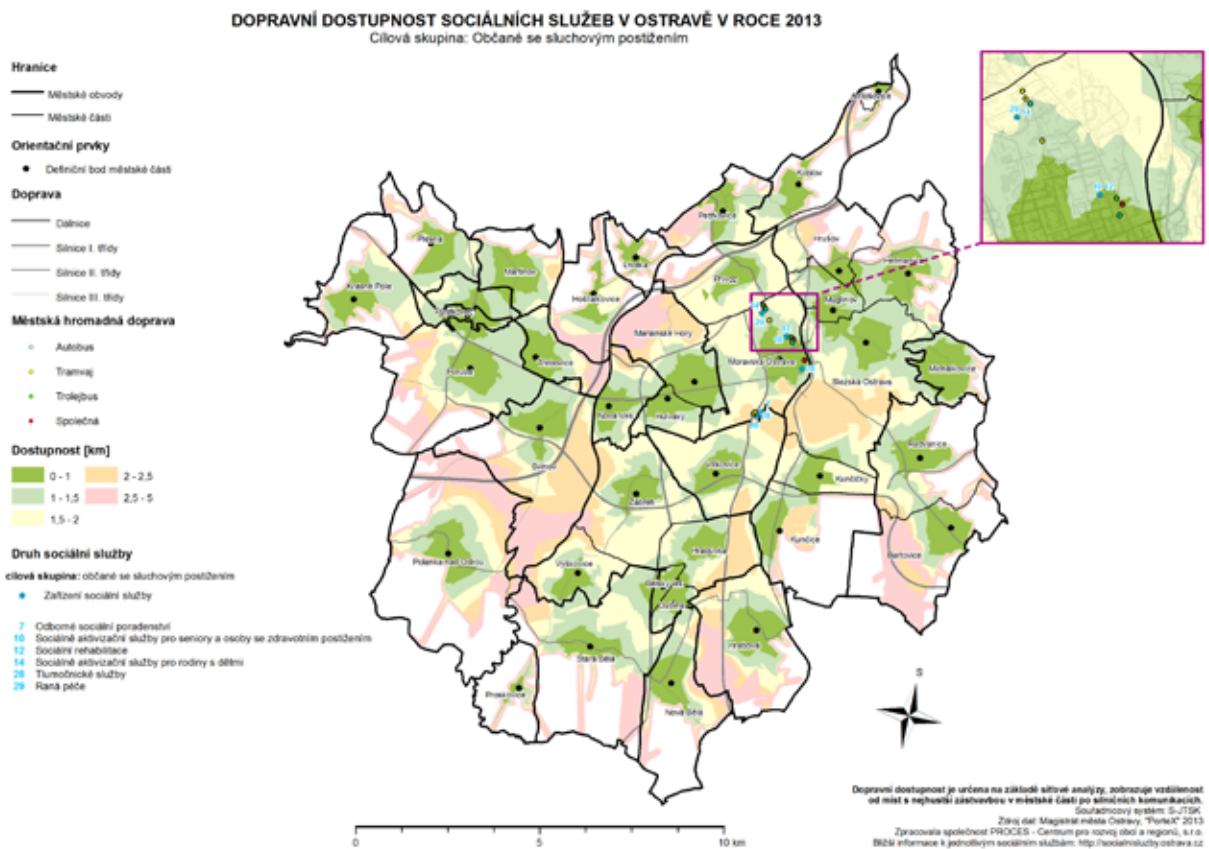 DOPRAVNÍ DOSTUPNOST SOCIÁLNÍCH SLUŽEB V OSTRAVĚ V ROCE 2013
Cílová skupina: Občané se sluchovým postižením
Hranice
Městské obvody
Městské části
Orientační prvky
Definiční bod městské části
Doprava
Dálnice
Silnice I. třídy
Silnice II. třídy
Silnice III. třídy
Městská hromadná doprava
Autobus
Tramvaj
Trolejbus
Společná
Dostupnost [km]
0 - 1
2 - 2,5
1 - 1,5
2,5 - 5
1,5 - 2
Druh sociální služby
cílová skupina: občané se sluchovým postižením
Zařízení sociální služby
7 Odborné sociální poradenství
10 Sociálně aktivizační služby pro seniory a osoby se zdravotním postižením
12 Sociální rehabilitace
14 Sociálně aktivizační služby pro rodiny s dětmi
28 Tlumočnické služby
29 Raná péče
Antošovice
Koblov
Petřkovice
Hrušov
Heřmanice
Lhotka
Plesná
Martinov
Přívoz
Krásné Pole
Hošťálkovice
Muglinov
Mariánské Hory
Moravská Ostrava
Michálkovice
Třebovice
Poruba
Slezská Ostrava
Nová Ves
Hulváky
Radvanice
Svinov
Vítkovice
Kunčičky
Zábřeh
Kunčice
Hrabůvka
Bartovice
Polanka nad Odrou
Výškovice
Bělský Les
Dubina
Hrabová
Stará Bělá
Proskovice
Nová Bělá
S
0
5
10 km
Dopravní dostupnost je určena na základě síťové analýzy, zobrazuje vzdálenost
od míst s nejhustší zástavbou v městské části po silničních komunikacích.
Souřadnicový systém: S-JTSK
Zdroj dat: Magistrát města Ostravy, "PorteX" 2013
Zpracovala společnost PROCES - Centrum pro rozvoj obcí a regionů, s.r.o.
Bližší informace k jednotlivým sociálním službám: http://socialnisluzby.ostrava.cz